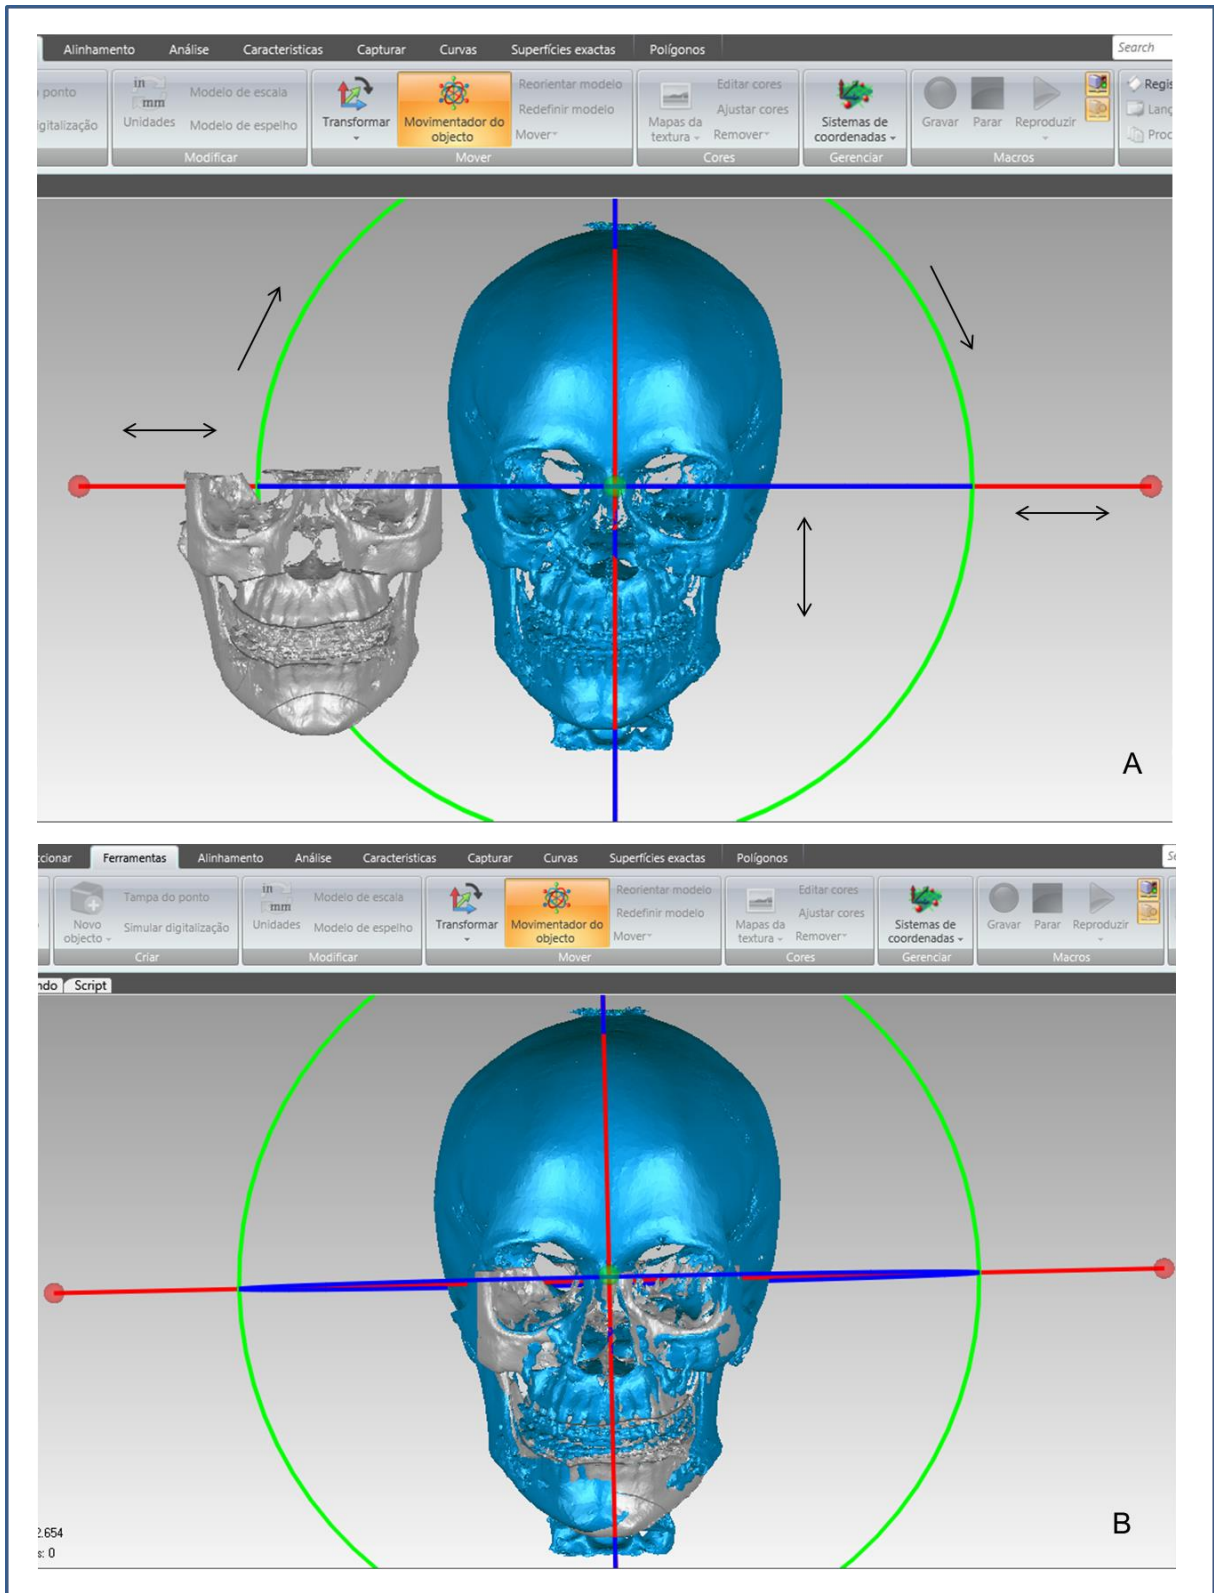 Alinhamento Análise Caracteristicas Capturar Curvas Superfícies exactas Polígonos Search
ponto in mm Modelo de escala Reorientar modelo Editar cores Regis
igitalização Unidades Modelo de espelho Transformar Movimentador do objecto Redefinir modelo Mover Mapas da textura Ajustar cores Remover Sistemas de coordenadas Gravar Parar Reproduzir Lanç
Proc
Modificar Mover Cores Gerenciar Macros
A
ccionar Ferramentas Alinhamento Análise Caracteristicas Capturar Curvas Superfícies exactas Polígonos Se
Novo objecto Tampa do ponto in mm Modelo de escala Reorientar modelo Editar cores
Simular digitalização Unidades Modelo de espelho Transformar Movimentador do objecto Redefinir modelo Mover Mapas da textura Ajustar cores Remover Sistemas de coordenadas Gravar Parar Reproduzir
Criar Modificar Mover Cores Gerenciar Macros
ndo Script
2.654
s: 0
B